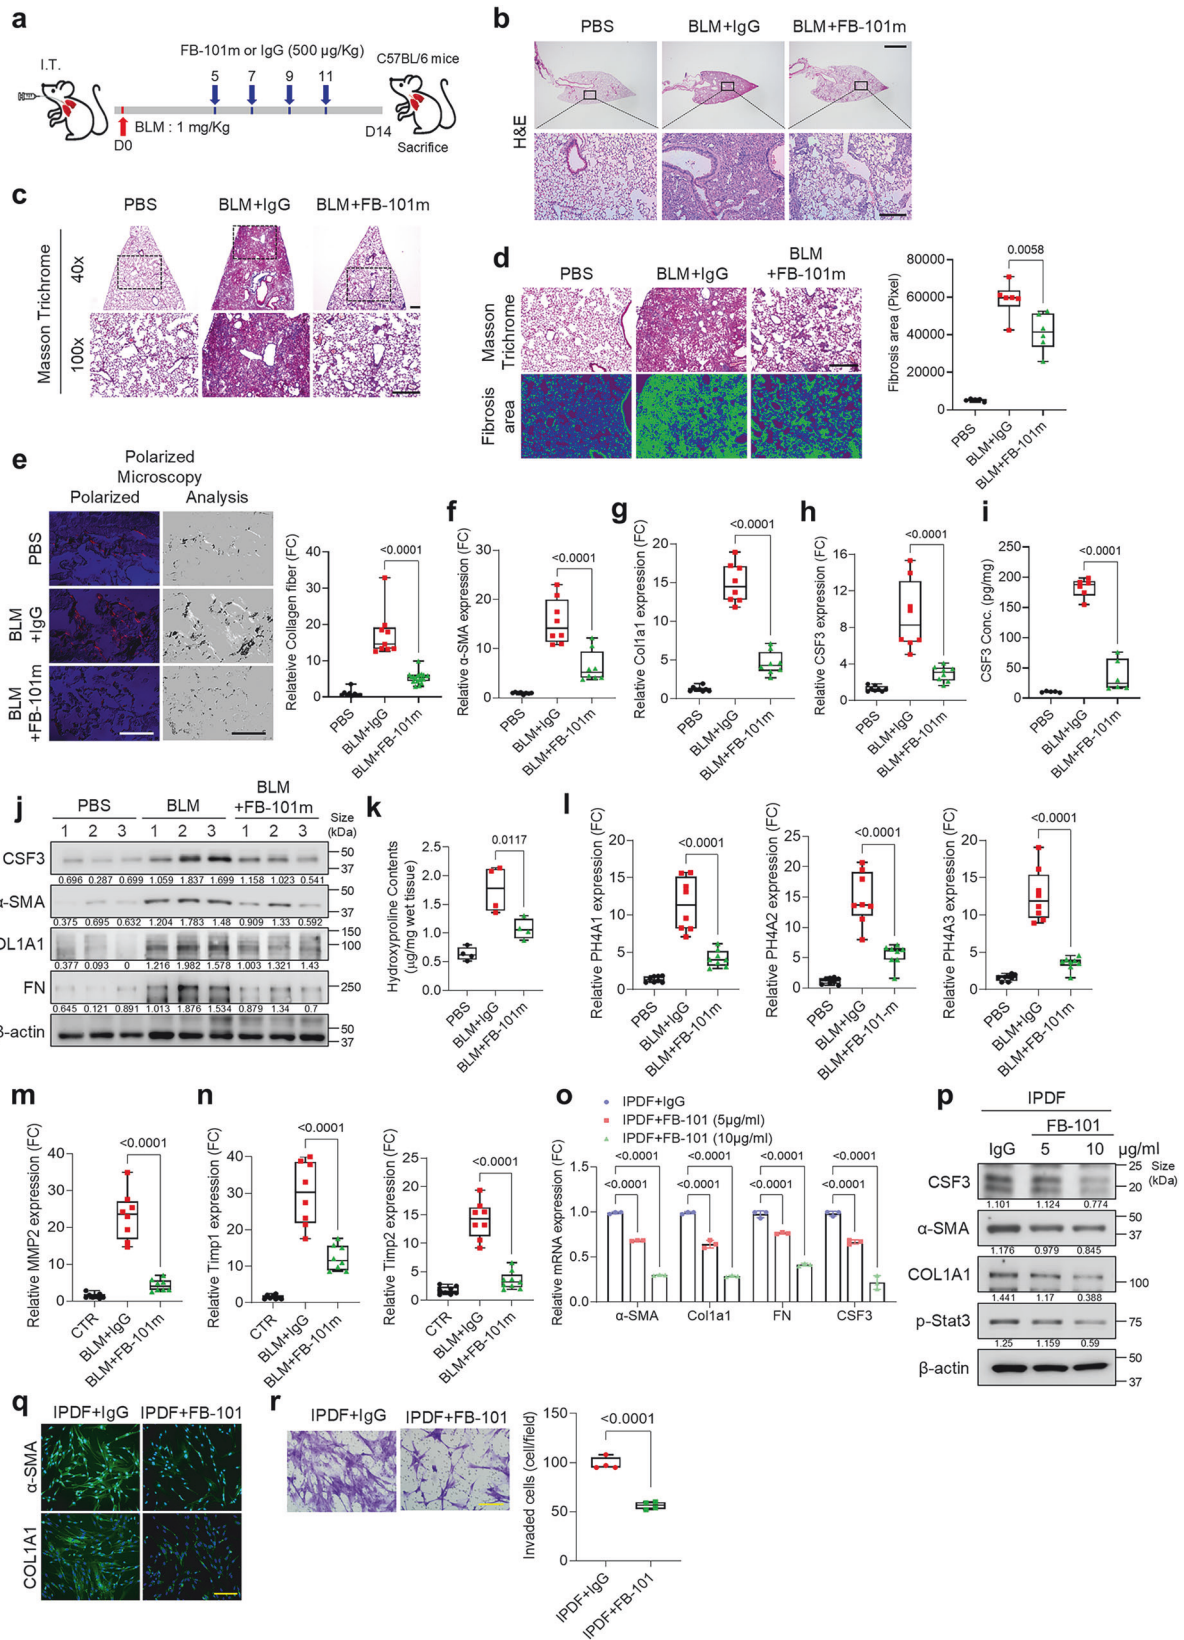 a
I.T.
FB-101m or IgG (500 µg/Kg)
C57BL/6 mice
5 7 9 11
BLM : 1 mg/Kg
D0
D14
Sacrifice
b
PBS BLM+IgG BLM+FB-101m
H&E
c
PBS BLM+IgG BLM+FB-101m
Masson Trichrome
40x
100x
d
PBS BLM+IgG BLM
+FB-101m
Masson
Trichrome
Fibrosis
area
Fibrosis area (Pixel)
80000
60000
40000
20000
0
0.0058
PBS
BLM+IgG
BLM+FB-101m
e
Polarized
Microscopy
Polarized Analysis
PBS
BLM
+IgG
BLM
+FB-101m
Relateive Collagen fiber (FC)
40
30
20
10
0
<0.0001
PBS
BLM+IgG
BLM+FB-101m
f
Relative α-SMA expression (FC)
30
20
10
0
<0.0001
PBS
BLM+IgG
BLM+FB-101m
g
Relative Col1a1 expression (FC)
20
15
10
5
0
<0.0001
PBS
BLM+IgG
BLM+FB-101m
h
Relative CSF3 expression (FC)
16
12
8
4
0
<0.0001
PBS
BLM+IgG
BLM+FB-101m
i
CSF3 Conc. (pg/mg)
250
200
150
100
50
0
<0.0001
PBS
BLM+IgG
BLM+FB-101m
j
PBS BLM BLM
+FB-101m
Size
(kDa)
1 2 3 1 2 3 1 2 3
CSF3
50
37
0.696 0.287 0.699 1.059 1.837 1.699 1.158 1.023 0.541
α-SMA
50
37
0.375 0.695 0.632 1.204 1.783 1.48 0.909 1.33 0.592
OL1A1
150
100
0.377 0.093 0 1.216 1.982 1.578 1.003 1.321 1.43
FN
250
0.645 0.121 0.891 1.013 1.876 1.534 0.879 1.34 0.7
β-actin
50
37
k
Hydroxyproline Contents
(µg/mg wet tissue)
2.5
2.0
1.5
1.0
0.5
0.0
0.0117
PBS
BLM+IgG
BLM+FB-101m
l
Relative PH4A1 expression (FC)
20
15
10
5
0
<0.0001
PBS
BLM+IgG
BLM+FB-101m
Relative PH4A2 expression (FC)
25
20
15
10
5
0
<0.0001
PBS
BLM+IgG
BLM+FB-101-m
Relative PH4A3 expression (FC)
20
15
10
5
0
<0.0001
PBS
BLM+IgG
BLM+FB-101m
m
Relative MMP2 expression (FC)
40
30
20
10
0
<0.0001
CTR
BLM+IgG
BLM+FB-101m
n
Relative Timp1 expression (FC)
40
30
20
10
0
<0.0001
CTR
BLM+IgG
BLM+FB-101m
Relative Timp2 expression (FC)
25
20
15
10
5
0
<0.0001
CTR
BLM+IgG
BLM+FB-101m
o
IPDF+IgG
IPDF+FB-101 (5µg/ml)
IPDF+FB-101 (10µg/ml)
Relative mRNA expression (FC)
1.5
1.0
0.5
0.0
<0.0001 <0.0001 <0.0001 <0.0001
<0.0001 <0.0001 <0.0001 <0.0001
α-SMA Col1a1 FN CSF3
p
IPDF
FB-101
IgG 5 10 µg/ml
Size
(kDa)
CSF3
25
20
1.101 1.124 0.774
α-SMA
50
37
1.176 0.979 0.845
COL1A1
100
1.441 1.17 0.388
p-Stat3
75
1.25 1.159 0.59
β-actin
50
37
q
IPDF+IgG IPDF+FB-101
α-SMA
COL1A1
r
IPDF+IgG IPDF+FB-101
Invaded cells (cell/field)
150
100
50
0
<0.0001
IPDF+IgG
IPDF+FB-101